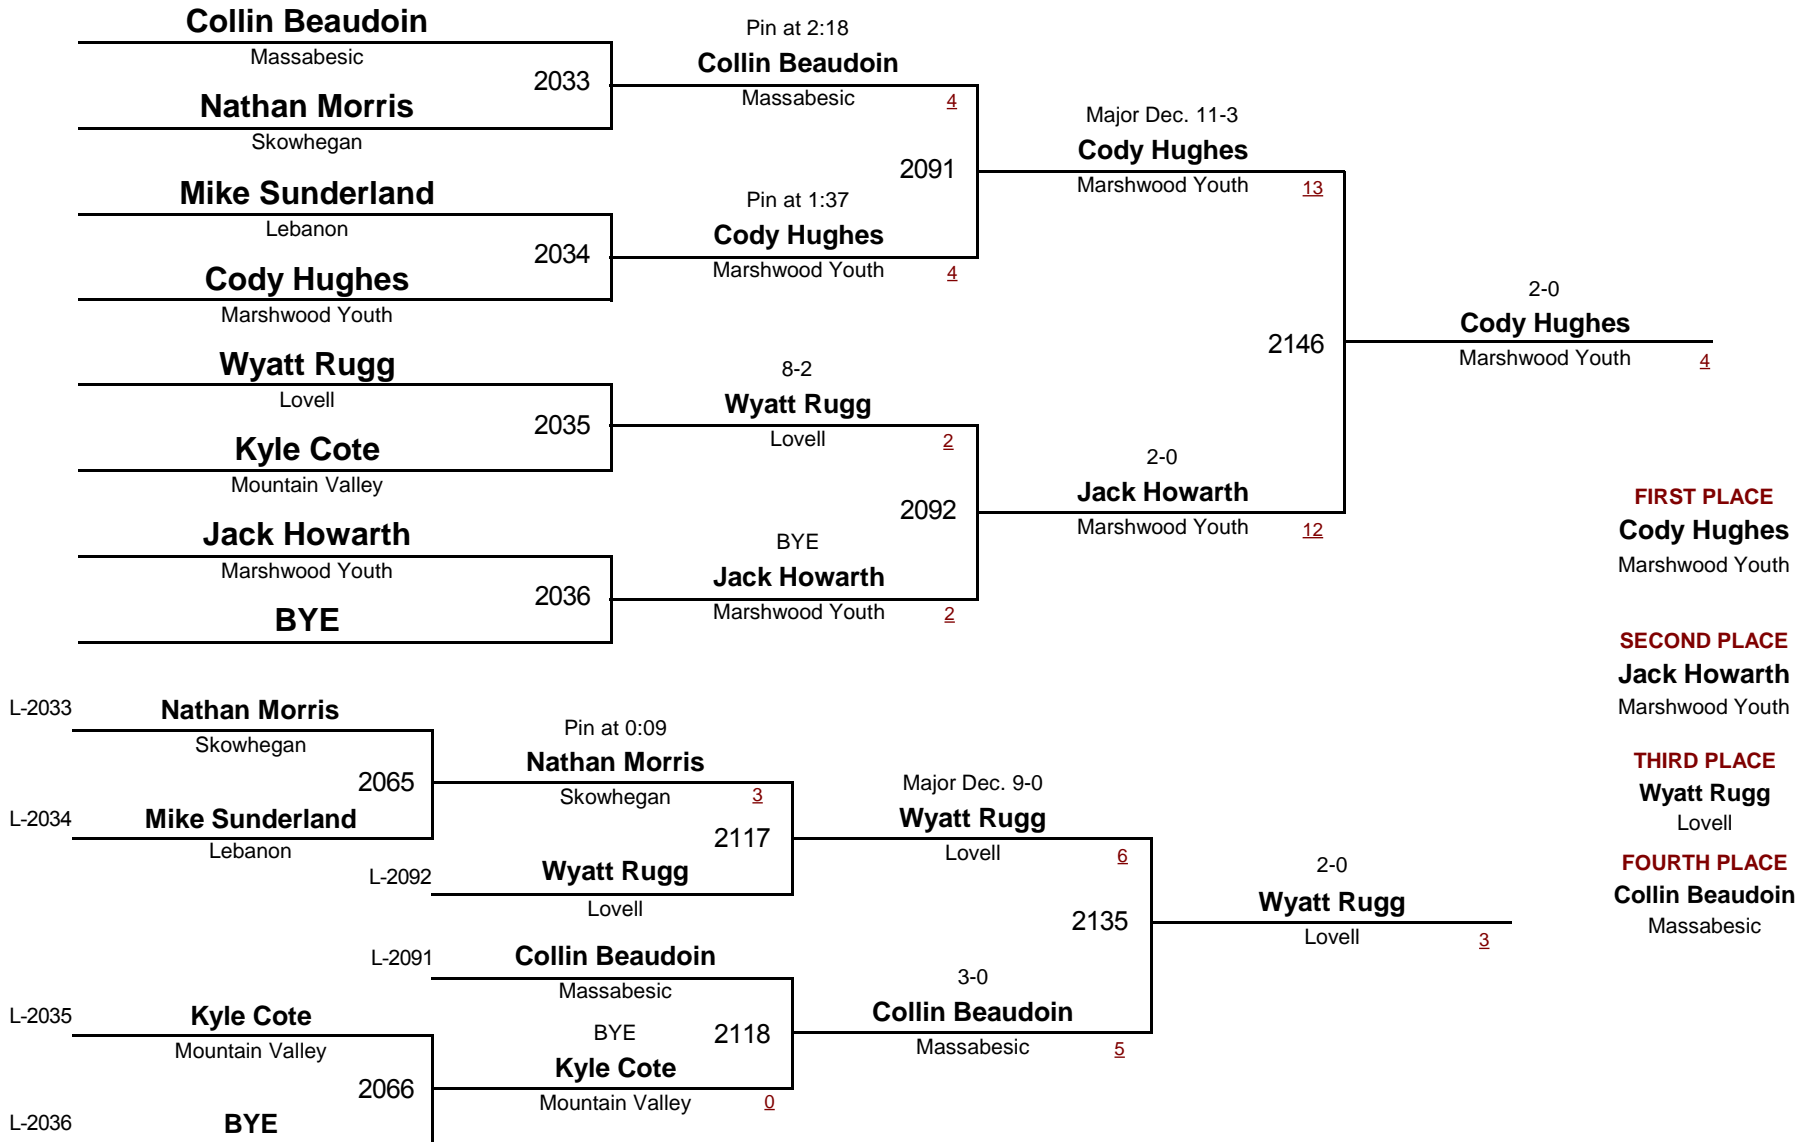 Collin Beaudoin
Massabesic
2033
Nathan Morris
Skowhegan
Mike Sunderland
Lebanon
2034
Cody Hughes
Marshwood Youth
Wyatt Rugg
Lovell
2035
Kyle Cote
Mountain Valley
Jack Howarth
Marshwood Youth
2036
BYE
Pin at 2:18
Collin Beaudoin
Massabesic 4
2091
Pin at 1:37
Cody Hughes
Marshwood Youth 4
8-2
Wyatt Rugg
Lovell 2
2092
BYE
Jack Howarth
Marshwood Youth 2
Major Dec. 11-3
Cody Hughes
Marshwood Youth 13
2146
2-0
Jack Howarth
Marshwood Youth 12
2-0
Cody Hughes
Marshwood Youth 4
FIRST PLACE
Cody Hughes
Marshwood Youth
SECOND PLACE
Jack Howarth
Marshwood Youth
THIRD PLACE
Wyatt Rugg
Lovell
FOURTH PLACE
Collin Beaudoin
Massabesic
L-2033 Nathan Morris
Skowhegan
2065
L-2034 Mike Sunderland
Lebanon
Pin at 0:09
Nathan Morris
Skowhegan 3
2117
L-2092 Wyatt Rugg
Lovell
L-2091 Collin Beaudoin
Massabesic
2118
L-2035 Kyle Cote
Mountain Valley
2066
L-2036 BYE
BYE
Kyle Cote
Mountain Valley 0
Major Dec. 9-0
Wyatt Rugg
Lovell 6
2135
3-0
Collin Beaudoin
Massabesic 5
2-0
Wyatt Rugg
Lovell 3